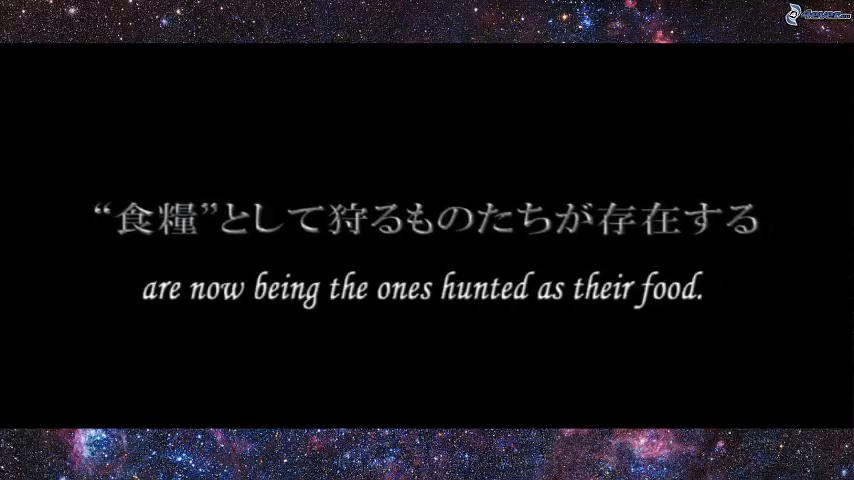 “食糧”として狩るものたちが存在する
are now being the ones hunted as their food.